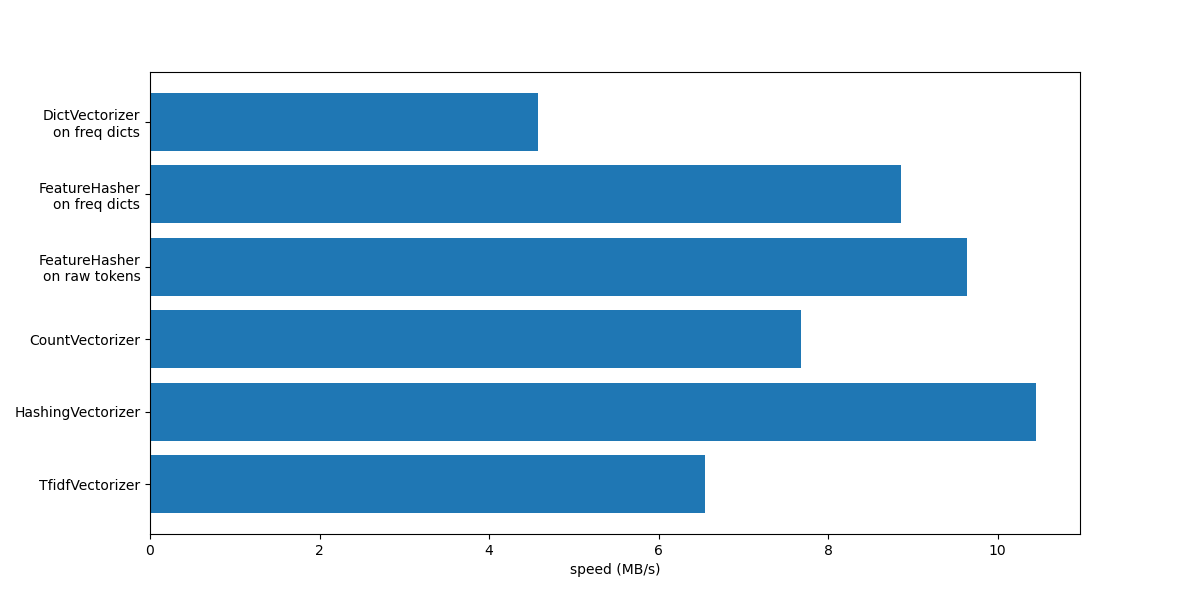 DictVectorizer
on freq dicts
FeatureHasher
on freq dicts
FeatureHasher
on raw tokens
CountVectorizer
HashingVectorizer
TfidfVectorizer
0 2 4 6 8 10
speed (MB/s)